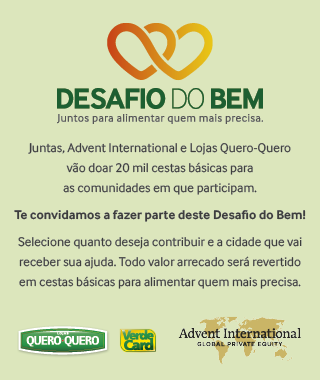 DESAFIO DO BEM
Juntos para alimentar quem mais precisa.
Juntas, Advent International e Lojas Quero-Quero
vão doar 20 mil cestas básicas para
as comunidades em que participam.
Te convidamos a fazer parte deste Desafio do Bem!
Selecione quanto deseja contribuir e a cidade que vai
receber sua ajuda. Todo valor arrecado será revertido
em cestas básicas para alimentar quem mais precisa.
LOJAS
QUERO QUERO
Verde
Card
Advent International
GLOBAL PRIVATE EQUITY